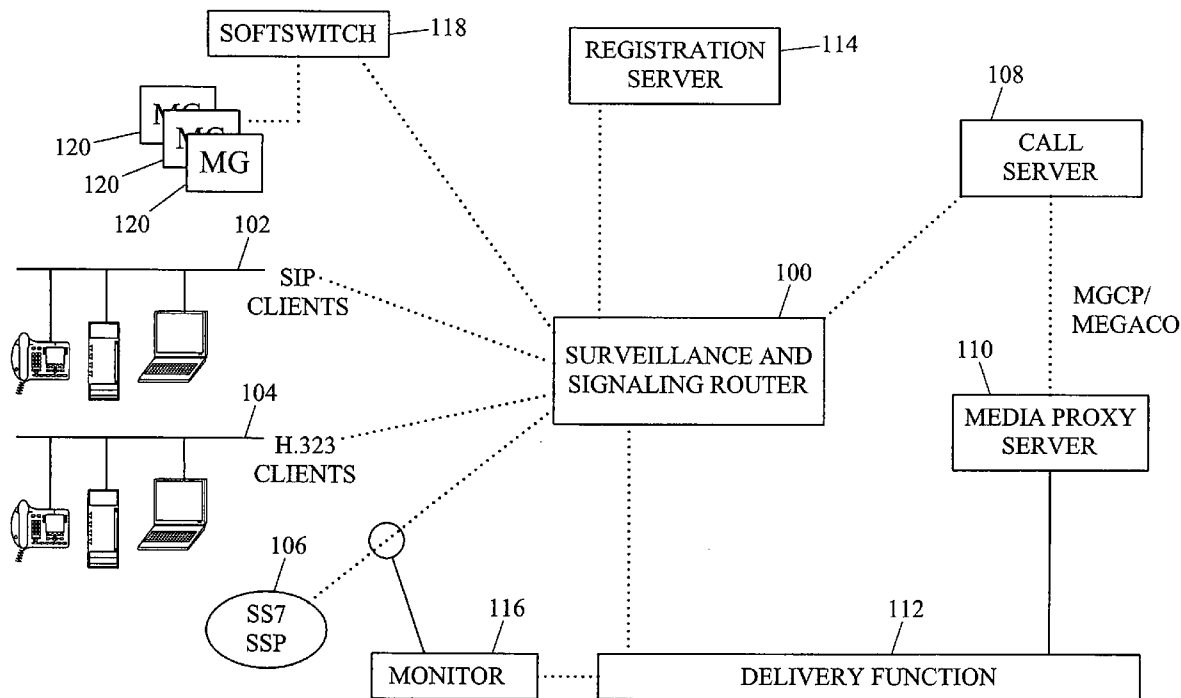 SOFTSWITCH
118
REGISTRATION
SERVER
114
108
CALL
SERVER
MG
MG
MG
120
120
120
102
SIP
CLIENTS
100
SURVEILLANCE AND
SIGNALING ROUTER
MGCP/
MEGACO
110
MEDIA PROXY
SERVER
104
H.323
CLIENTS
106
SS7
SSP
116
MONITOR
112
DELIVERY FUNCTION